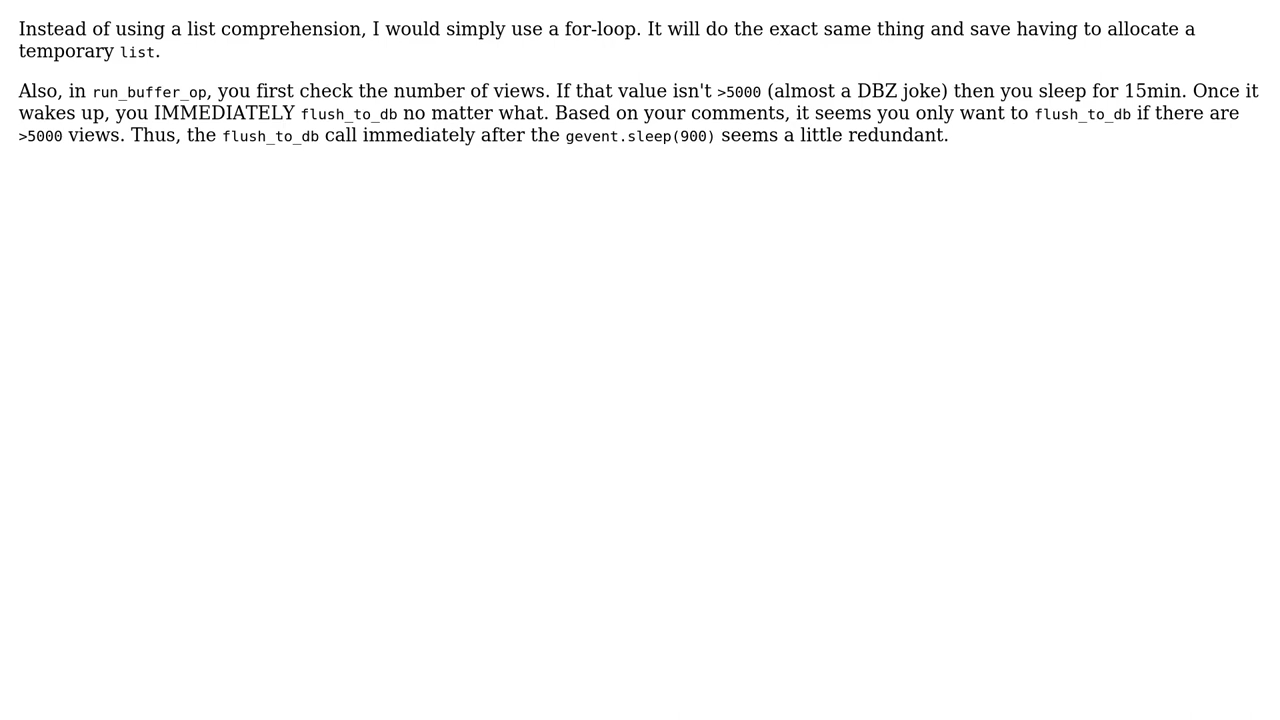 Instead of using a list comprehension, I would simply use a for-loop. It will do the exact same thing and save having to allocate a
temporary list.
Also, in run_buffer_op, you first check the number of views. If that value isn't >5000 (almost a DBZ joke) then you sleep for 15min. Once it
wakes up, you IMMEDIATELY flush_to_db no matter what. Based on your comments, it seems you only want to flush_to_db if there are
>5000 views. Thus, the flush_to_db call immediately after the gevent.sleep(900) seems a little redundant.